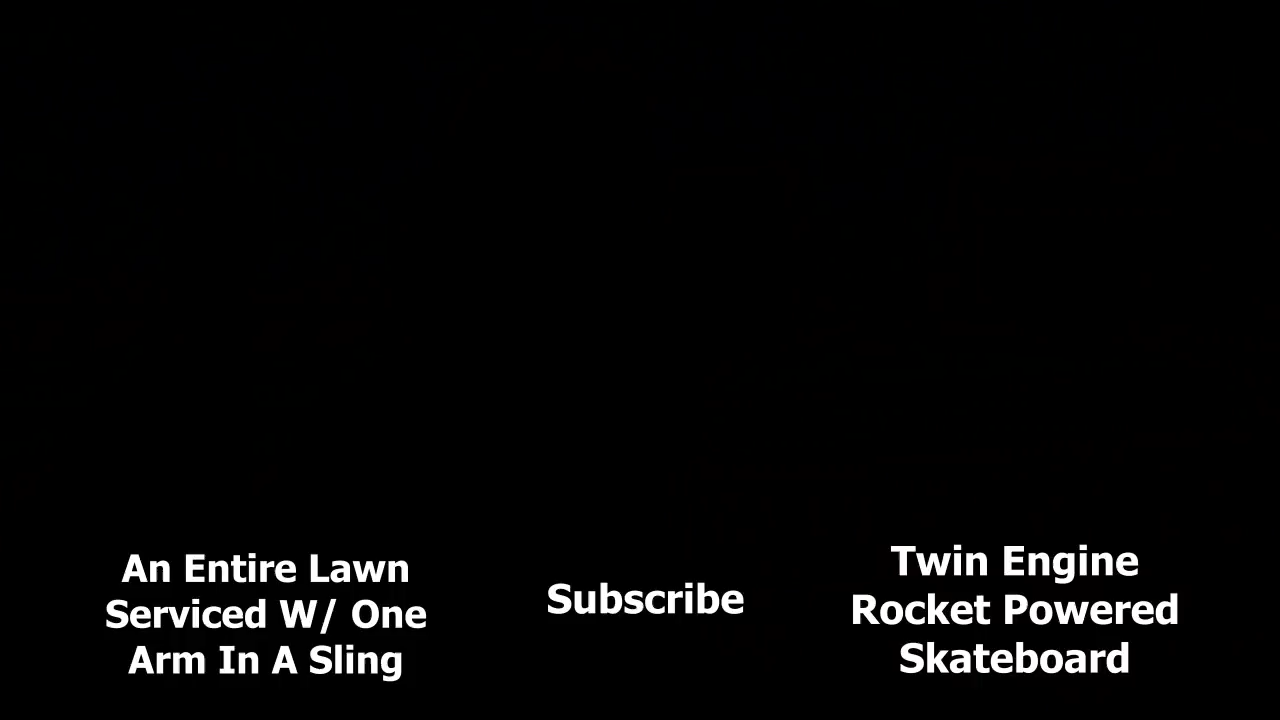 An Entire Lawn
Serviced W/ One
Arm In A Sling
Subscribe
Twin Engine
Rocket Powered
Skateboard